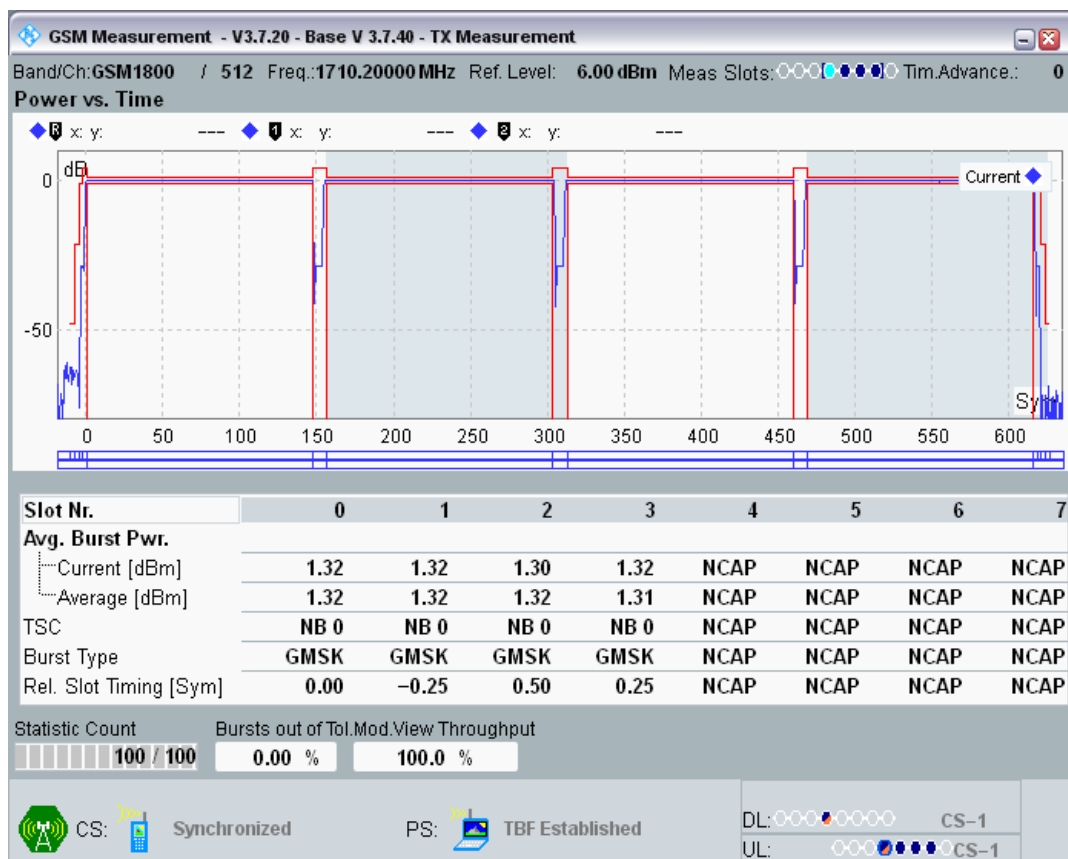 GSM Measurement - V3.7.20 - Base V 3.7.40 - TX Measurement
Band/Ch:GSM1800 / 512 Freq.:1710.20000 MHz Ref. Level: 6.00 dBm Meas Slots: Tim.Advance.: 0
Power vs. Time
R x: y: --- 1 x: y: --- 2 x: y: ---
dB
0
Current
-50
Sym
0 50 100 150 200 250 300 350 400 450 500 550 600
Slot Nr. 0 1 2 3 4 5 6 7
Avg. Burst Pwr.
Current [dBm] 1.32 1.32 1.30 1.32 NCAP NCAP NCAP NCAP
Average [dBm] 1.32 1.32 1.32 1.31 NCAP NCAP NCAP NCAP
TSC NB 0 NB 0 NB 0 NB 0 NCAP NCAP NCAP NCAP
Burst Type GMSK GMSK GMSK GMSK NCAP NCAP NCAP NCAP
Rel. Slot Timing [Sym] 0.00 −0.25 0.50 0.25 NCAP NCAP NCAP NCAP
Statistic Count Bursts out of Tol.Mod.View Throughput
100 / 100 0.00 % 100.0 %
CS: Synchronized PS: TBF Established
DL: CS−1
UL: CS−1